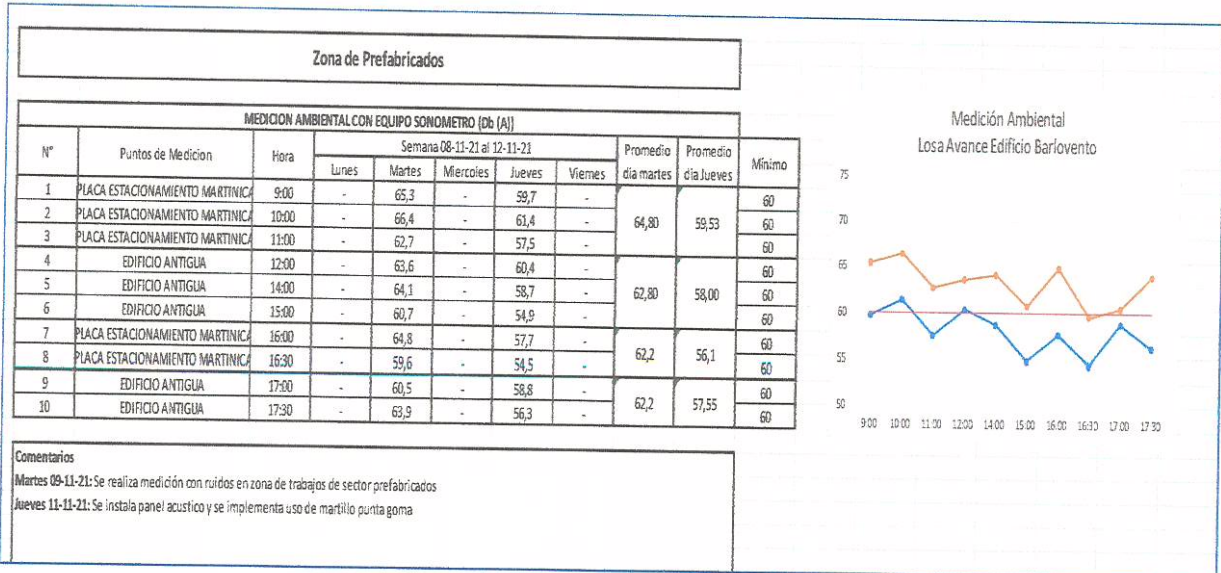 Zona de Prefabricados
MEDICION AMBIENTAL CON EQUIPO SONOMETRO (Db (A))
N° Puntos de Medicion Hora Semana 08-11-21 al 12-11-21 Promedio dia martes Promedio dia Jueves Mínimo
Lunes Martes Miercoles Jueves Viernes
1 PLACA ESTACIONAMIENTO MARTINICA 9:00 - 65,3 - 59,7 - 64,80 59,53 60
2 PLACA ESTACIONAMIENTO MARTINICA 10:00 - 66,4 - 61,4 - 60
3 PLACA ESTACIONAMIENTO MARTINICA 11:00 - 62,7 - 57,5 - 60
4 EDIFICIO ANTIGUA 12:00 - 63,6 - 60,4 - 62,80 58,00 60
5 EDIFICIO ANTIGUA 14:00 - 64,1 - 58,7 - 60
6 EDIFICIO ANTIGUA 15:00 - 60,7 - 54,9 - 60
7 PLACA ESTACIONAMIENTO MARTINICA 16:00 - 64,8 - 57,7 - 62,2 56,1 60
8 PLACA ESTACIONAMIENTO MARTINICA 16:30 - 59,6 - 54,5 - 60
9 EDIFICIO ANTIGUA 17:00 - 60,5 - 58,8 - 62,2 57,55 60
10 EDIFICIO ANTIGUA 17:30 - 63,9 - 56,3 - 60
Comentarios
Martes 09-11-21: Se realiza medición con ruidos en zona de trabajos de sector prefabricados
Jueves 11-11-21: Se instala panel acustico y se implementa uso de martillo punta goma
Medición Ambiental
Losa Avance Edificio Barlovento
75
70
65
60
55
50
9:00 10:00 11:00 12:00 14:00 15:00 16:00 16:30 17:00 17:30